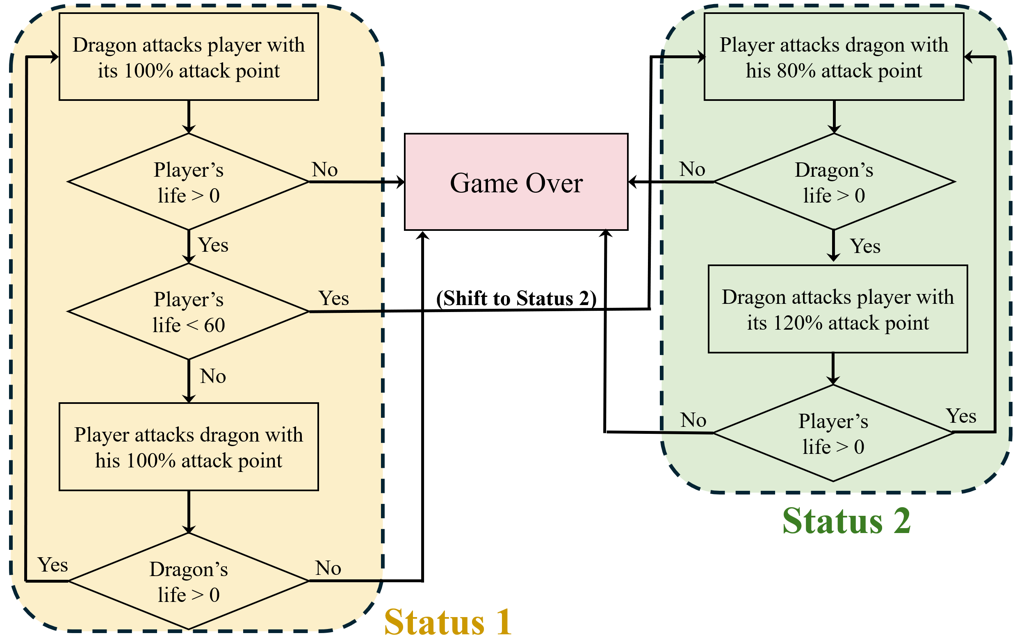 Dragon attacks player with
its 100% attack point
Player's
life > 0
No
Yes
Player's
life < 60
Yes
(Shift to Status 2)
No
Player attacks dragon with
his 100% attack point
Dragon's
life > 0
Yes
No
Status 1
Game Over
Player attacks dragon with
his 80% attack point
Dragon's
life > 0
No
Yes
Dragon attacks player with
its 120% attack point
Player's
life > 0
No
Yes
Status 2